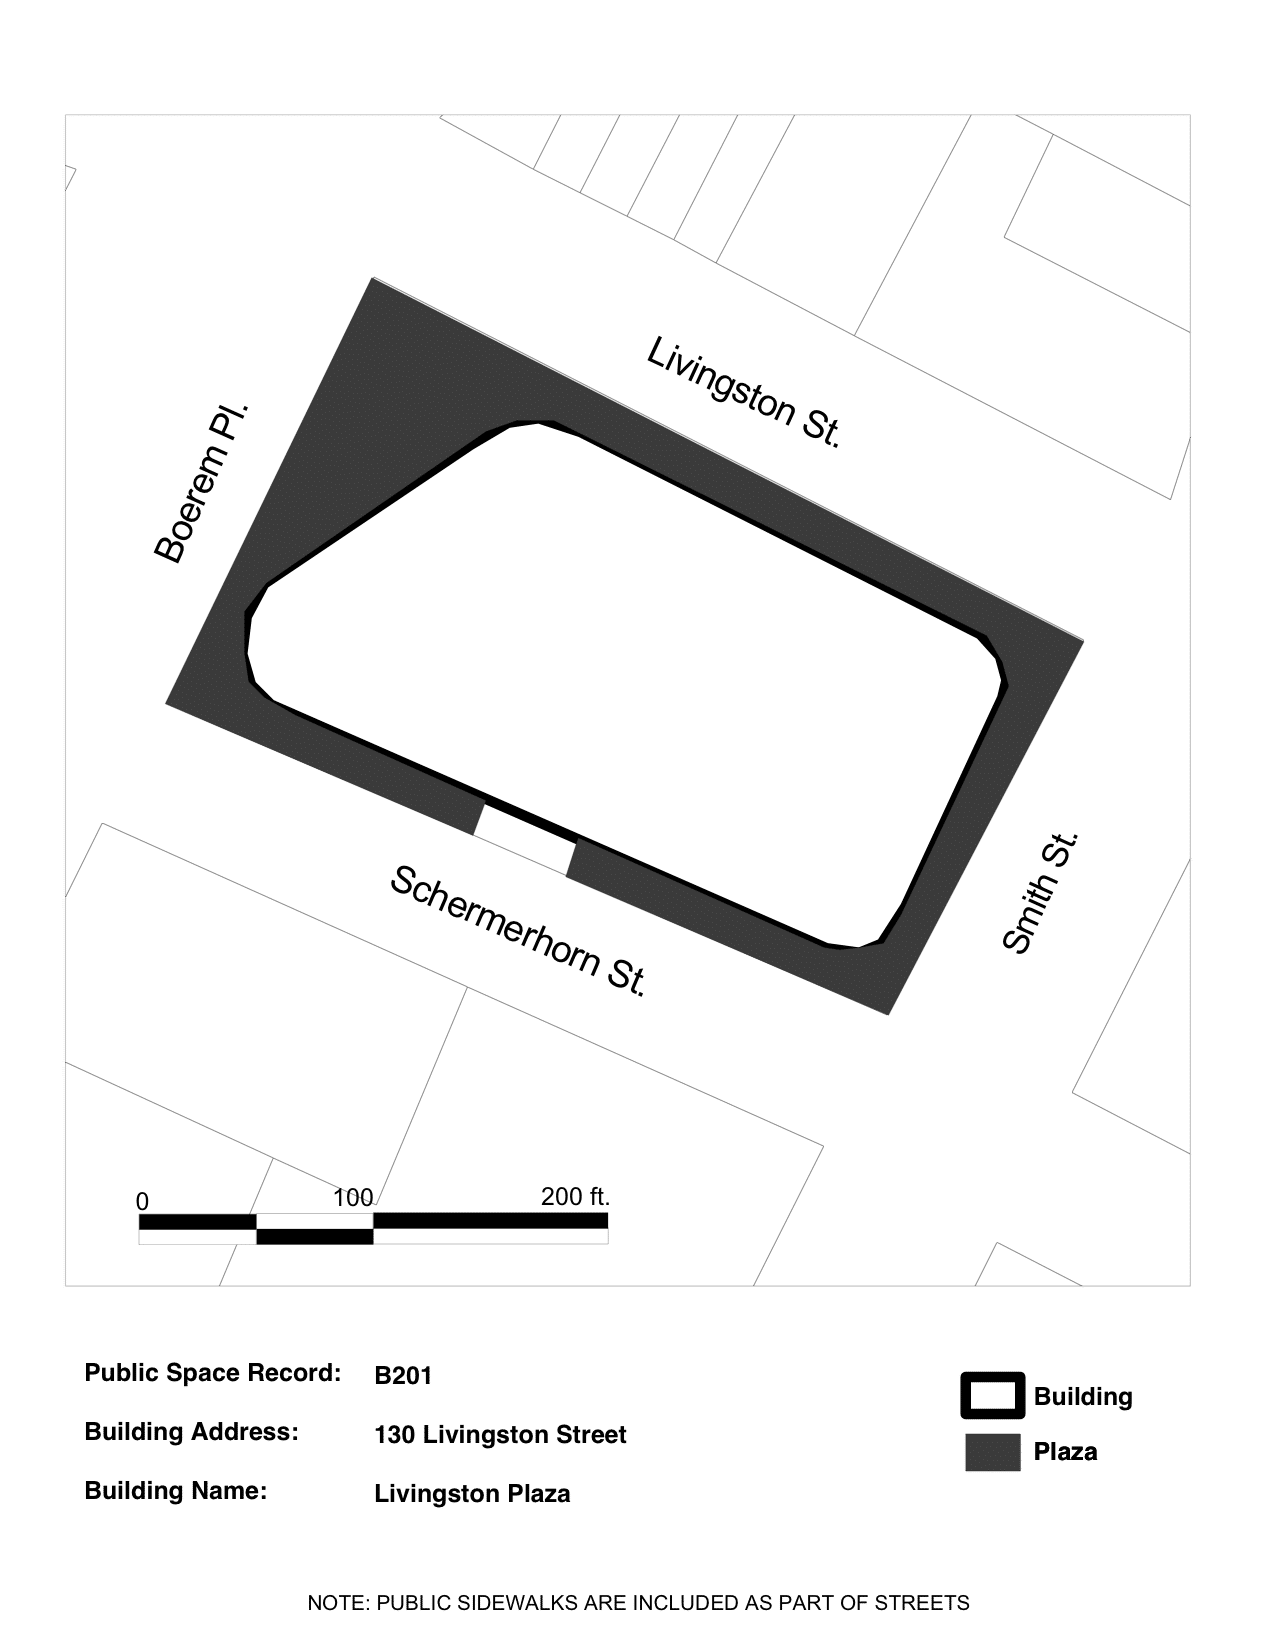 Livingston St.
Boerem Pl.
Smith St.
Schermerhorn St.
0 100 200 ft.
Public Space Record: B201
Building Address: 130 Livingston Street
Building Name: Livingston Plaza
Building
Plaza
NOTE: PUBLIC SIDEWALKS ARE INCLUDED AS PART OF STREETS